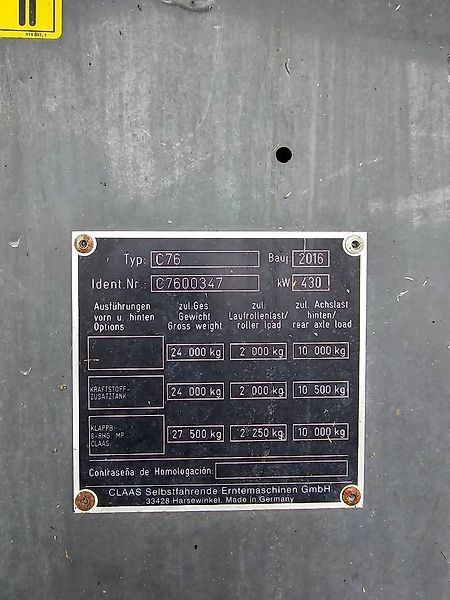 Typ: C76 Bauj. 2016
Ident.Nr.: C7600347 kW 430
Ausführungen vorn u. hinten Options
zul.Ges. Gewicht Gross weight
zul. Laufrollenlast/ roller load
zul. Achslast hinten/ rear axle load
24 000 kg 2 000 kg 10 000 kg
KRAFTSTOFF-
ZUSATZTANK 24 000 kg 2 000 kg 10 500 kg
KLAPPB.
8-RHG MP
CLAAS 27 500 kg 2 250 kg 10 000 kg
Contraseña de Homologación:
CLAAS Selbstfahrende Erntemaschinen GmbH
33428 Harsewinkel, Made in Germany